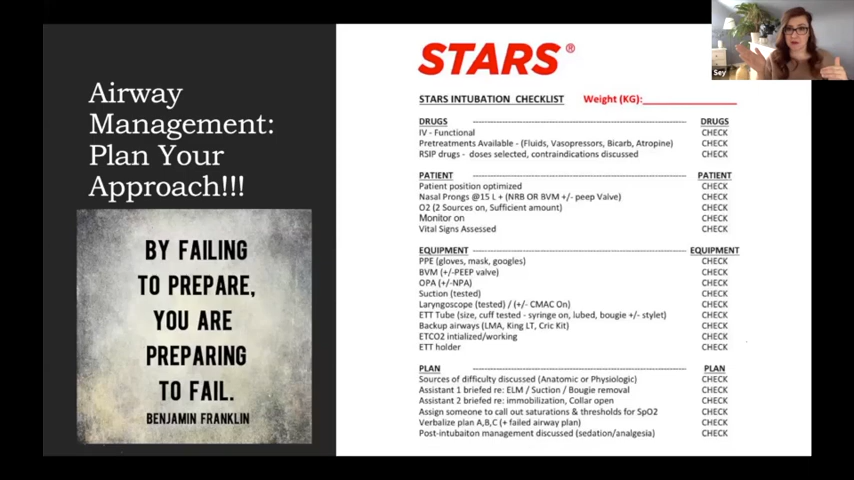 Airway
Management:
Plan Your
Approach!!!
BY FAILING
TO PREPARE,
YOU ARE
PREPARING
TO FAIL.
BENJAMIN FRANKLIN
STARS®
STARS INTUBATION CHECKLIST Weight (KG):____________________
DRUGS ---------- DRUGS
IV - Functional CHECK
Pretreatments Available - (Fluids, Vasopressors, Bicarb, Atropine) CHECK
RSIP drugs - doses selected, contraindications discussed CHECK
PATIENT ---------- PATIENT
Patient position optimized CHECK
Nasal Prongs @15 L + (NRB OR BVM +/- peep Valve) CHECK
O2 (2 Sources on, Sufficient amount) CHECK
Monitor on CHECK
Vital Signs Assessed CHECK
EQUIPMENT ---------- EQUIPMENT
PPE (gloves, mask, googles) CHECK
BVM (+/-PEEP valve) CHECK
OPA (+/-NPA) CHECK
Suction (tested) CHECK
Laryngoscope (tested) / (+/- CMAC On) CHECK
ETT Tube (size, cuff tested - syringe on, lubed, bougie +/- stylet) CHECK
Backup airways (LMA, King LT, Cric Kit) CHECK
ETCO2 intialized/working CHECK
ETT holder CHECK
PLAN ---------- PLAN
Sources of difficulty discussed (Anatomic or Physiologic) CHECK
Assistant 1 briefed re: ELM / Suction / Bougie removal CHECK
Assistant 2 briefed re: immobilization, Collar open CHECK
Assign someone to call out saturations & thresholds for SpO2 CHECK
Verbalize plan A,B,C (+ failed airway plan) CHECK
Post-intubaiton management discussed (sedation/analgesia) CHECK
Sey